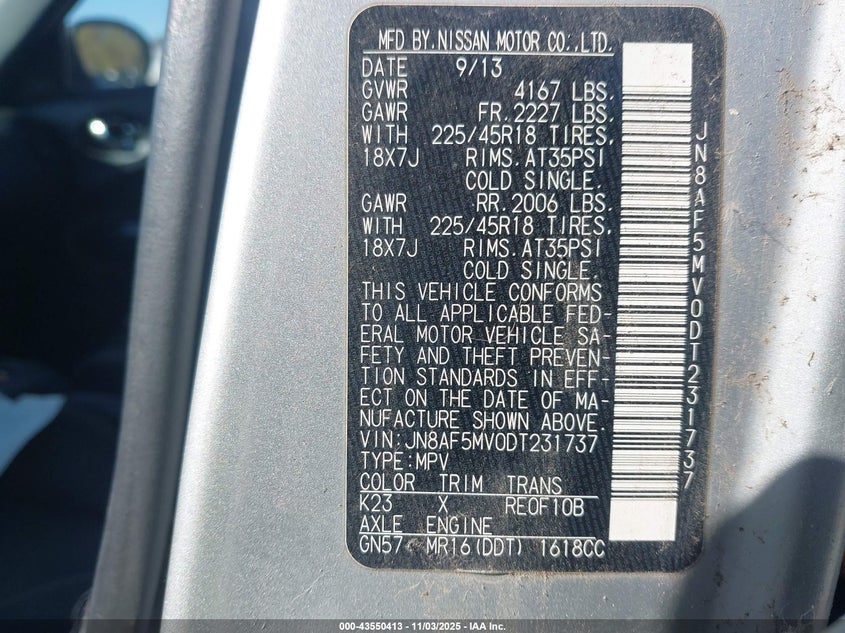 MFD BY.NISSAN MOTOR CO.,LTD.
DATE 9/13
GVWR 4167 LBS.
GAWR FR.2227 LBS.
WITH 225/45R18 TIRES,
18X7J RIMS.AT35PSI
COLD SINGLE.
GAWR RR.2006 LBS.
WITH 225/45R18 TIRES,
18X7J RIMS.AT35PSI
COLD SINGLE.
THIS VEHICLE CONFORMS
TO ALL APPLICABLE FED-
ERAL MOTOR VEHICLE SA-
FETY AND THEFT PREVEN-
TION STANDARDS IN EFF-
ECT ON THE DATE OF MA-
NUFACTURE SHOWN ABOVE.
VIN:JN8AF5MV0DT231737
TYPE:MPV
COLOR TRIM TRANS
K23 X RE0F10B
AXLE ENGINE
GN57 MR16(DDT) 1618CC
JN8AF5MV0DT231737
000-43550413 - 11/03/2025 - IAA Inc.